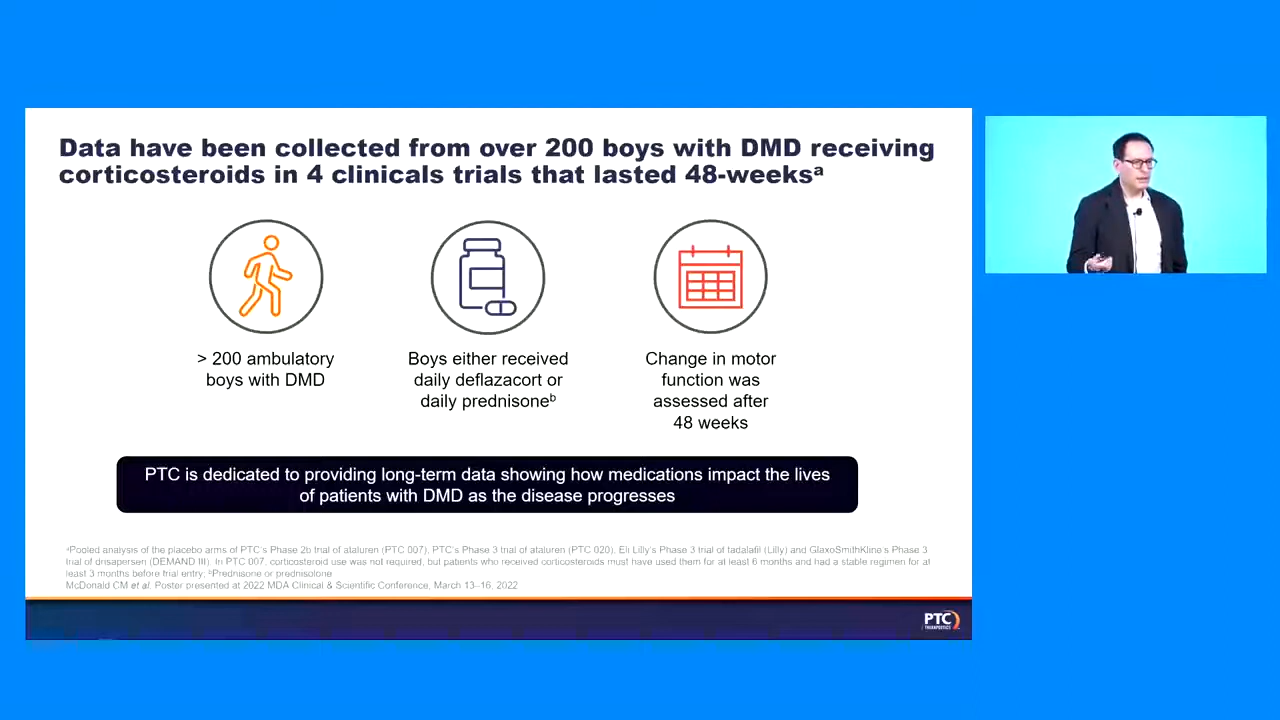 Data have been collected from over 200 boys with DMD receiving
corticosteroids in 4 clinicals trials that lasted 48-weeksᵃ
> 200 ambulatory
boys with DMD
Boys either received
daily deflazacort or
daily prednisoneᵇ
Change in motor
function was
assessed after
48 weeks
PTC is dedicated to providing long-term data showing how medications impact the lives
of patients with DMD as the disease progresses
ᵃPooled analysis of the placebo arms of PTC's Phase 2b trial of ataluren (PTC 007), PTC's Phase 3 trial of ataluren (PTC 020), Eli Lilly's Phase 3 trial of tadalafil (Lilly) and GlaxoSmithKline's Phase 3
trial of drisapersen (DEMAND III). In PTC 007, corticosteroid use was not required, but patients who received corticosteroids must have used them for at least 6 months and had a stable regimen for at
least 3 months before trial entry; ᵇPrednisone or prednisolone
McDonald CM et al. Poster presented at 2022 MDA Clinical & Scientific Conference, March 13–16, 2022
PTC
THERAPEUTICS